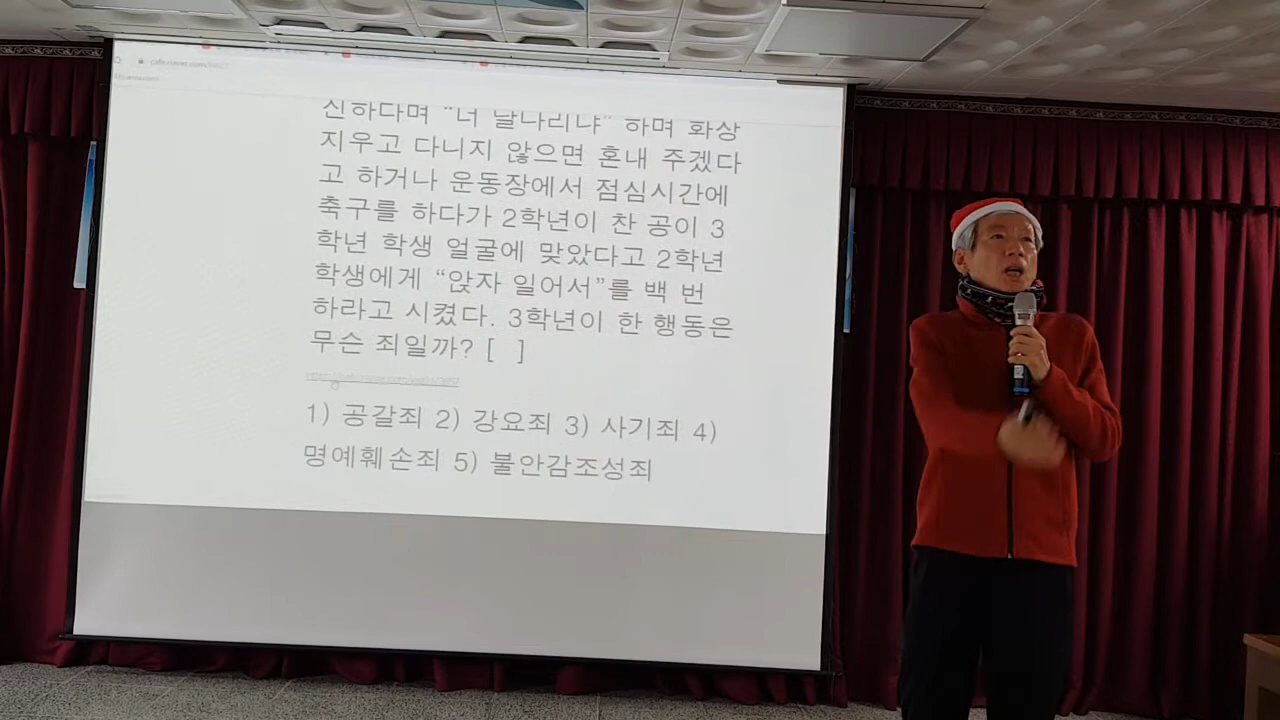 신하다며 “너 날나리냐” 하며 화상
지우고 다니지 않으면 혼내 주겠다
고 하거나 운동장에서 점심시간에
축구를 하다가 2학년이 찬 공이 3
학년 학생 얼굴에 맞았다고 2학년
학생에게 “앉자 일어서”를 백 번
하라고 시켰다. 3학년이 한 행동은
무슨 죄일까? [ ]
1) 공갈죄 2) 강요죄 3) 사기죄 4)
명예훼손죄 5) 불안감조성죄